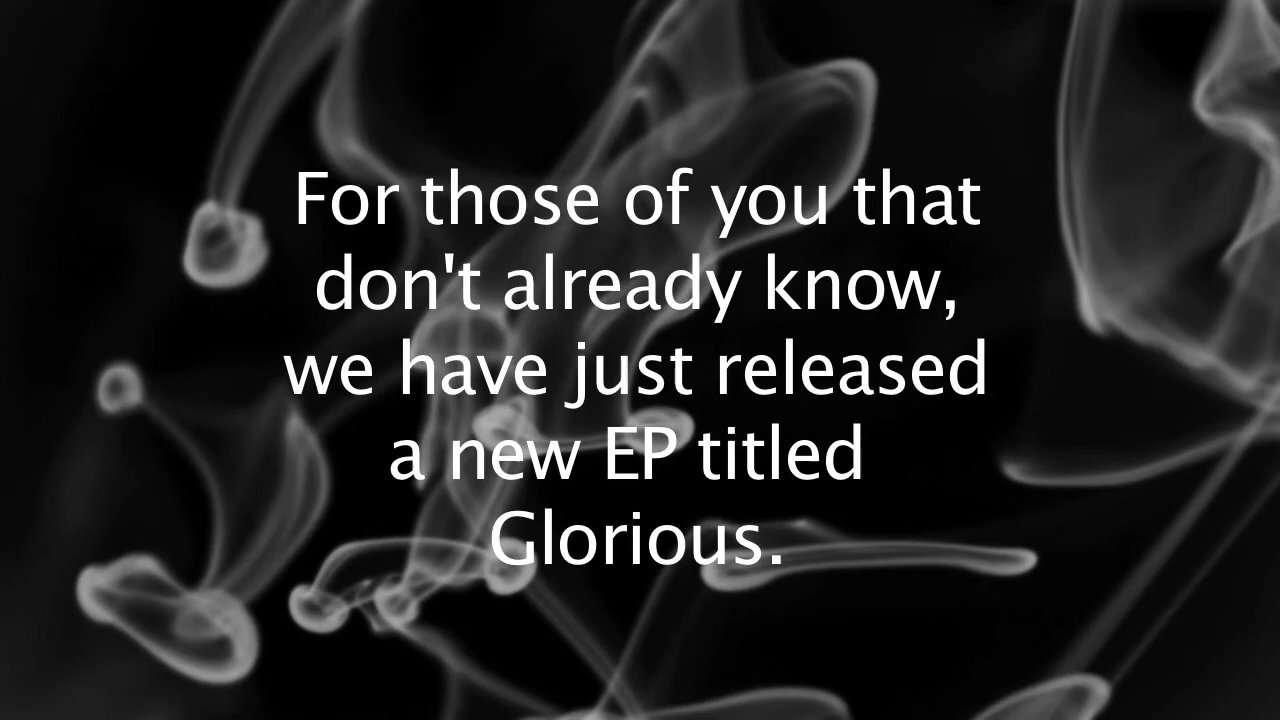 For those of you that
don't already know,
we have just released
a new EP titled
Glorious.